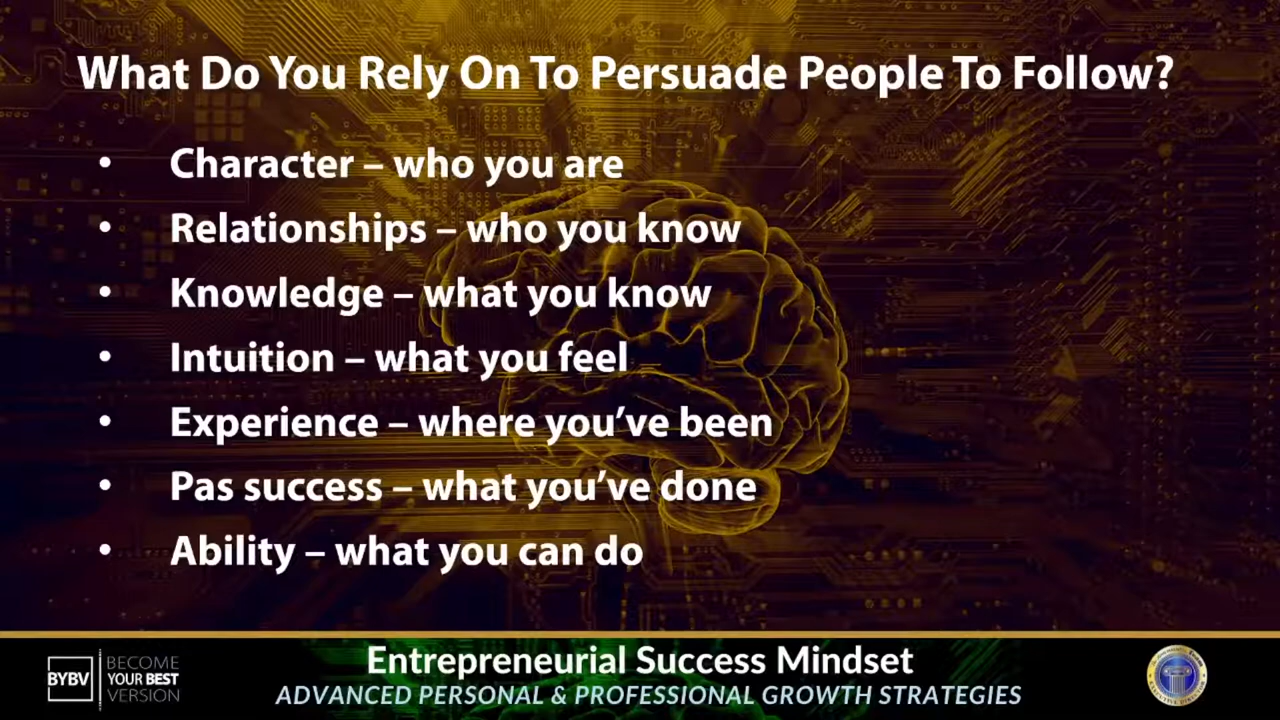 What Do You Rely On To Persuade People To Follow?
• Character – who you are
• Relationships – who you know
• Knowledge – what you know
• Intuition – what you feel
• Experience – where you’ve been
• Pas success – what you’ve done
• Ability – what you can do
BYBV
BECOME
YOUR BEST
VERSION
Entrepreneurial Success Mindset
ADVANCED PERSONAL & PROFESSIONAL GROWTH STRATEGIES